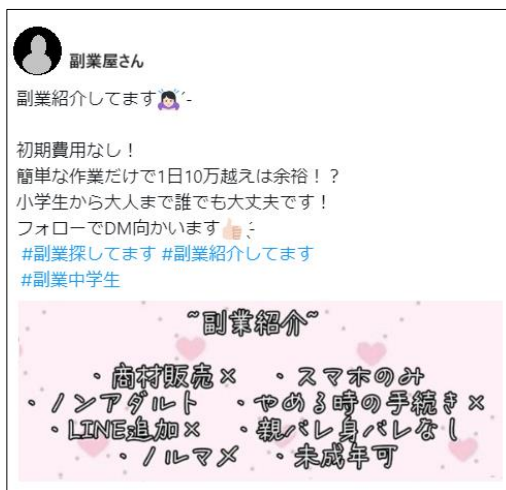 副業屋さん
副業紹介してます🙇🏻‍♀️´-
初期費用なし！
簡単な作業だけで1日10万越えは余裕！？
小学生から大人まで誰でも大丈夫です！
フォローでDM向かいます👍🏻 ̖́-
#副業探してます #副業紹介してます
#副業中学生
~副業紹介~
・商材販売× ・スマホのみ
・ノンアダルト ・やめる時の手続き×
・LINE追加× ・親バレ身バレなし
・ノルマ× ・未成年可